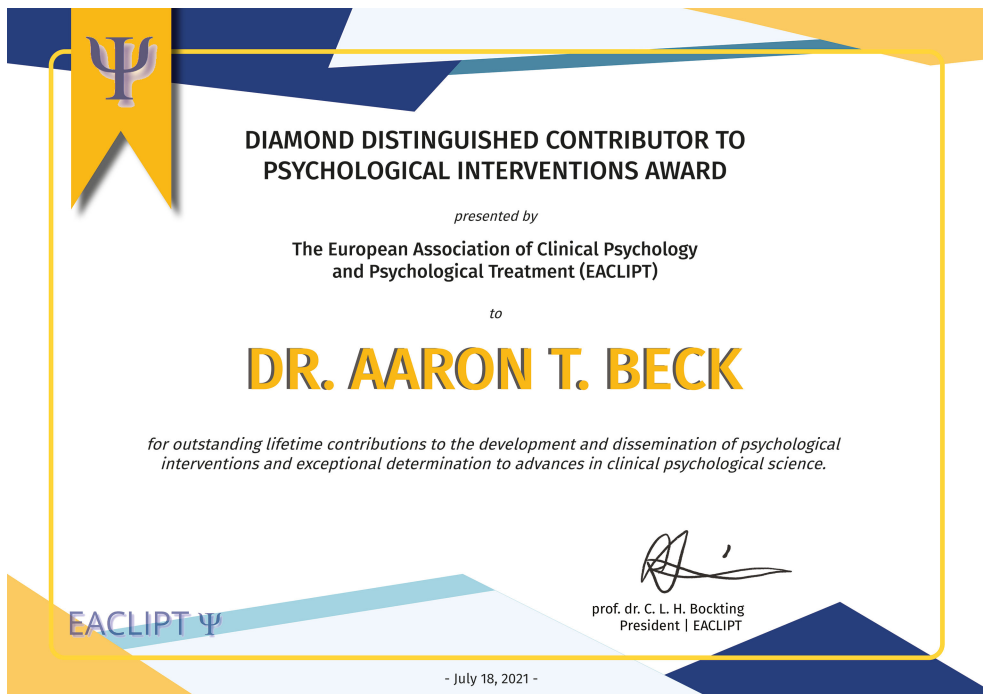 Ψ
DIAMOND DISTINGUISHED CONTRIBUTOR TO
PSYCHOLOGICAL INTERVENTIONS AWARD
presented by
The European Association of Clinical Psychology
and Psychological Treatment (EACLIPT)
to
DR. AARON T. BECK
for outstanding lifetime contributions to the development and dissemination of psychological
interventions and exceptional determination to advances in clinical psychological science.
prof. dr. C. L. H. Bockting
President | EACLIPT
EACLIPT Ψ
- July 18, 2021 -